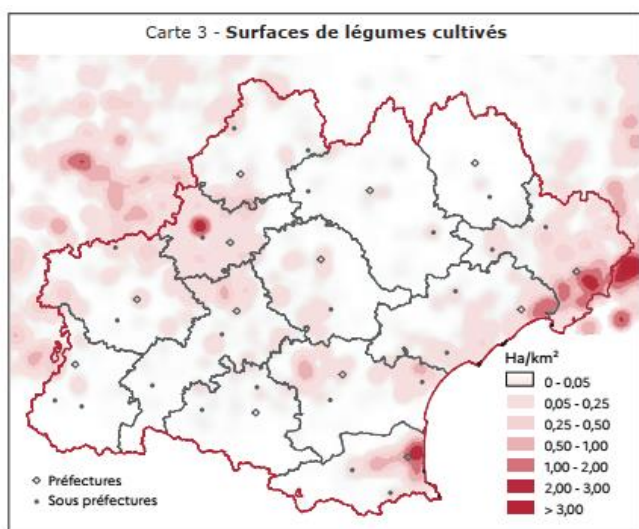 Carte 3 - Surfaces de légumes cultivés
Ha/km²
0 - 0,05
0,05 - 0,25
0,25 - 0,50
0,50 - 1,00
1,00 - 2,00
2,00 - 3,00
> 3,00
Préfectures
Sous préfectures